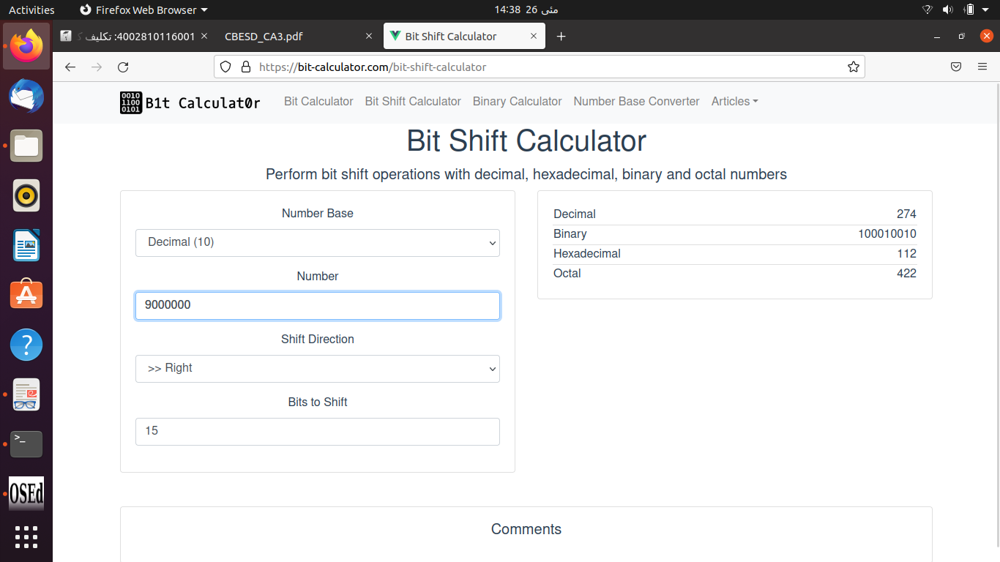 Activities
Firefox Web Browser
14:38 26 مئی
4002810116001: تکلیف
CBESD_CA3.pdf
Bit Shift Calculator
https://bit-calculator.com/bit-shift-calculator
0010
1100
0101
B1t Calculat0r
Bit Calculator
Bit Shift Calculator
Binary Calculator
Number Base Converter
Articles
Bit Shift Calculator
Perform bit shift operations with decimal, hexadecimal, binary and octal numbers
Number Base
Decimal (10)
Number
9000000
Shift Direction
>> Right
Bits to Shift
15
Decimal 274
Binary 100010010
Hexadecimal 112
Octal 422
Comments
>_
OSEd